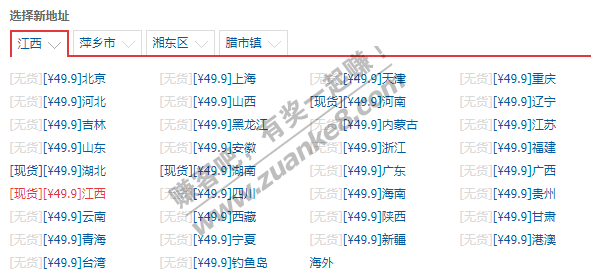 选择新地址
江西 萍乡市 湘东区 腊市镇
[无货][¥49.9]北京 [无货][¥49.9]上海 [无货][¥49.9]天津 [无货][¥49.9]重庆
[无货][¥49.9]河北 [无货][¥49.9]山西 [现货][¥49.9]河南 [无货][¥49.9]辽宁
[无货][¥49.9]吉林 [无货][¥49.9]黑龙江 [无货][¥49.9]内蒙古 [无货][¥49.9]江苏
[无货][¥49.9]山东 [无货][¥49.9]安徽 [无货][¥49.9]浙江 [无货][¥49.9]福建
[现货][¥49.9]湖北 [现货][¥49.9]湖南 [无货][¥49.9]广东 [无货][¥49.9]广西
[现货][¥49.9]江西 [无货][¥49.9]四川 [无货][¥49.9]海南 [无货][¥49.9]贵州
[无货][¥49.9]云南 [无货][¥49.9]西藏 [无货][¥49.9]陕西 [无货][¥49.9]甘肃
[无货][¥49.9]青海 [无货][¥49.9]宁夏 [无货][¥49.9]新疆 [无货][¥49.9]港澳
[无货][¥49.9]台湾 [无货][¥49.9]钓鱼岛 海外
赚客吧，有奖一起赚！
www.zuanke8.com